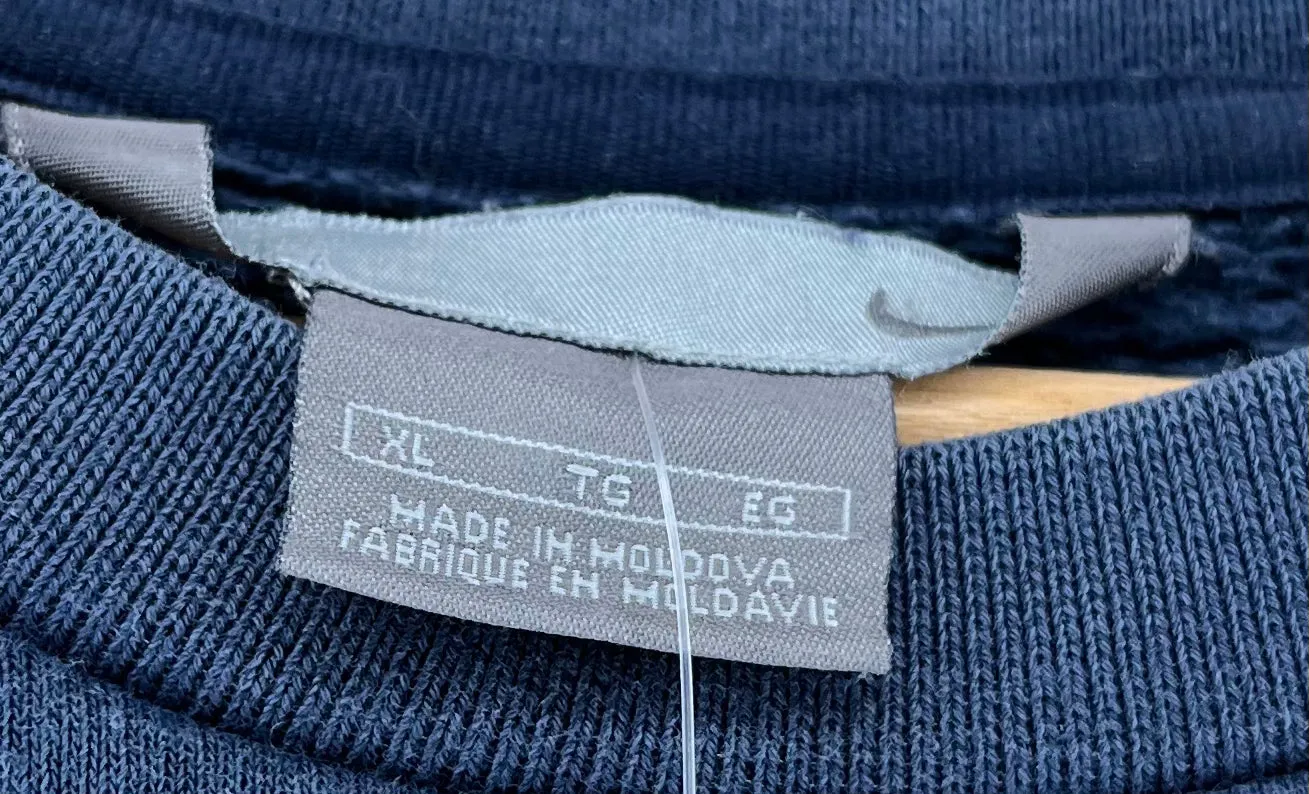 XL TG EG
MADE IN MOLDOVA
FABRIQUE EN MOLDAVIE